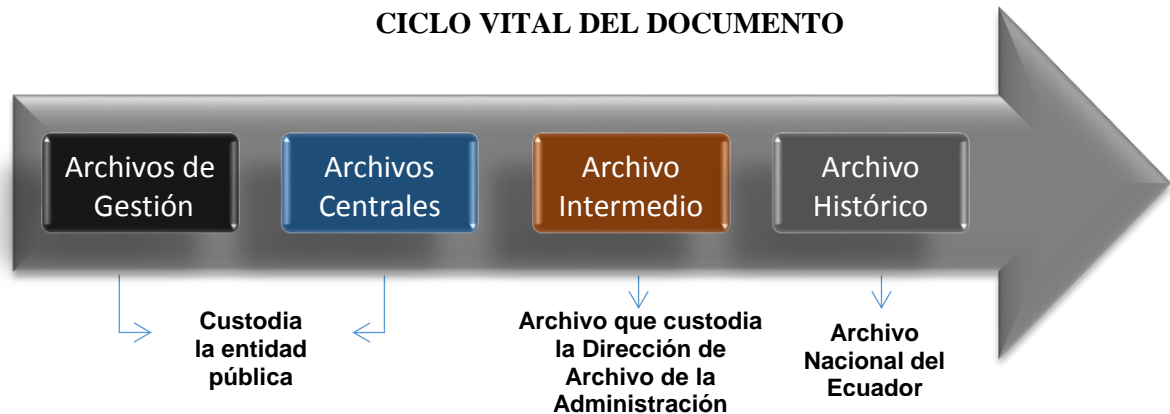 CICLO VITAL DEL DOCUMENTO
Archivos de
Gestión
Archivos
Centrales
Archivo
Intermedio
Archivo
Histórico
Custodia
la entidad
pública
Archivo que custodia
la Dirección de
Archivo de la
Administración
Archivo
Nacional del
Ecuador